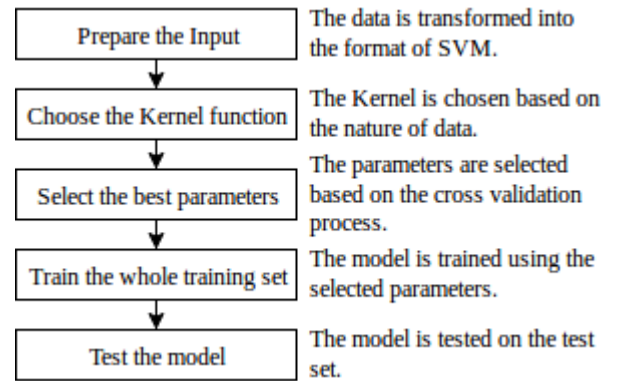 Prepare the Input
The data is transformed into
the format of SVM.
Choose the Kernel function
The Kernel is chosen based on
the nature of data.
Select the best parameters
The parameters are selected
based on the cross validation
process.
Train the whole training set
The model is trained using the
selected parameters.
Test the model
The model is tested on the test
set.